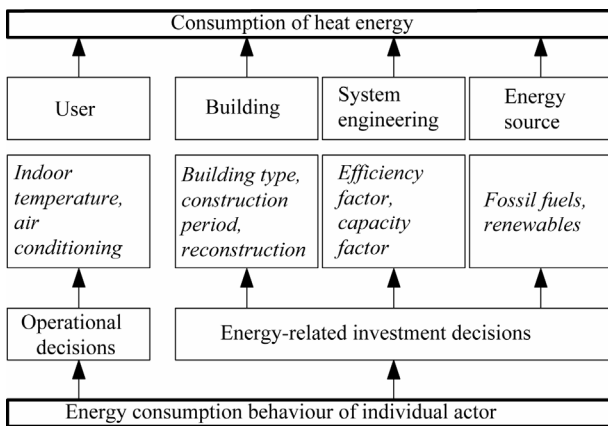 Consumption of heat energy
User
Building
System
engineering
Energy
source
Indoor
temperature,
air
conditioning
Building type,
construction
period,
reconstruction
Efficiency
factor,
capacity
factor
Fossil fuels,
renewables
Operational
decisions
Energy-related investment decisions
Energy consumption behaviour of individual actor